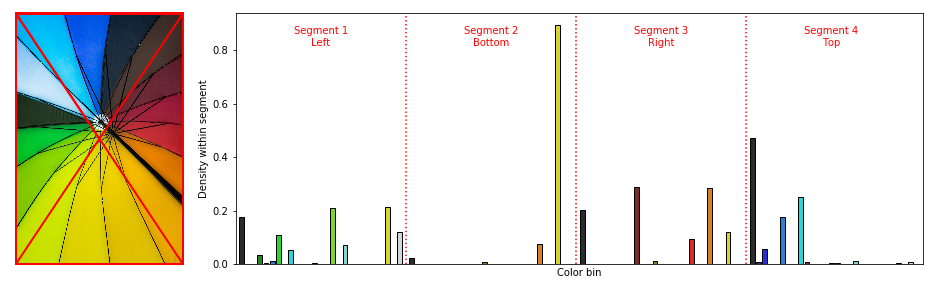 Segment 1
Left
Segment 2
Bottom
Segment 3
Right
Segment 4
Top
Density within segment
0.8
0.6
0.4
0.2
0.0
Color bin